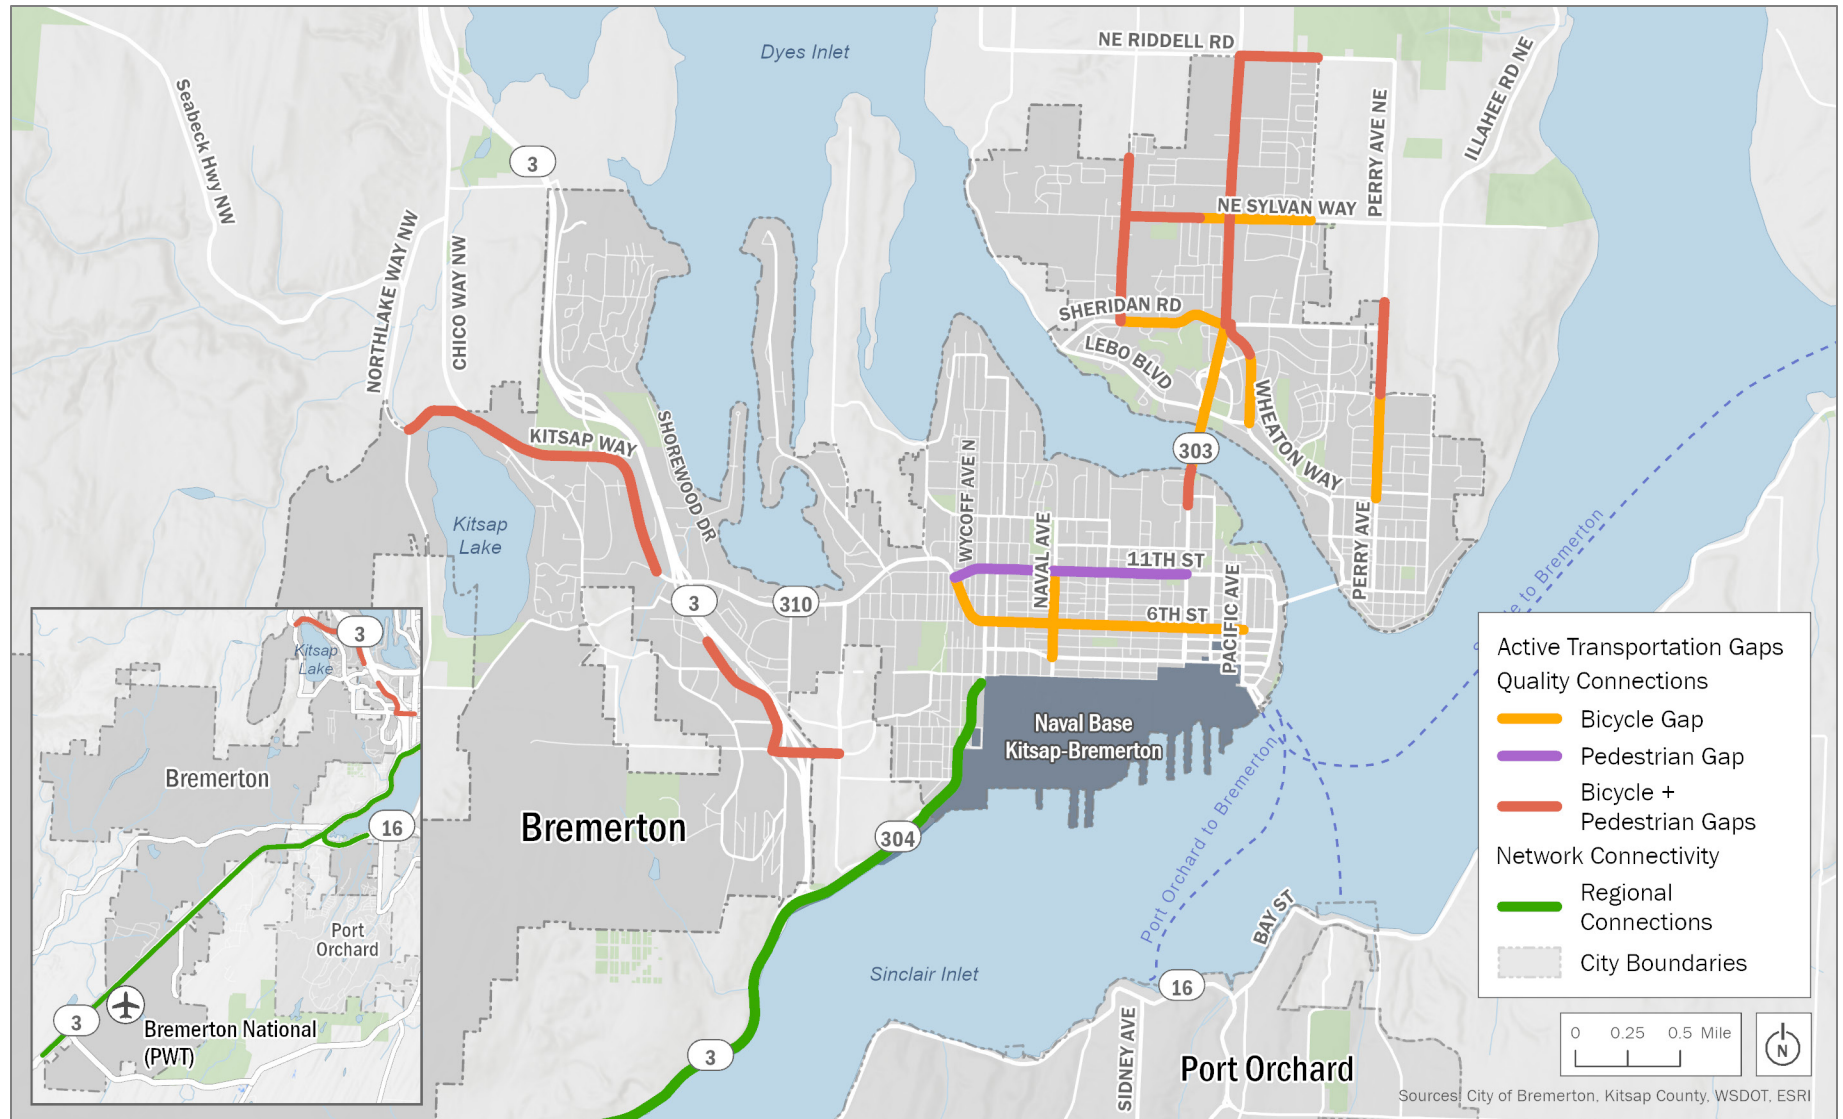 Dyes Inlet
NE RIDDELL RD
ILLAHEE RD NE
PERRY AVE NE
Seabeck Hwy NW
3
NE SYLVAN WAY
NORTHLAKE WAY NW
CHICO WAY NW
SHERIDAN RD
LEBO BLVD
WHEATON WAY
KITSAP WAY
SHOREWOOD DR
303
WYCOFF AVE N
NAVAL AVE
PERRY AVE
Kitsap
Lake
11TH ST
6TH ST
PACIFIC AVE
3
310
le to Bremerton
Naval Base
Kitsap-Bremerton
Bremerton
304
Port Orchard to Bremerton
Sinclair Inlet
BAY ST
16
3
SIDNEY AVE
Port Orchard
3
Kitsap
Lake
Bremerton
16
Port
Orchard
3
Bremerton National
(PWT)
Active Transportation Gaps
Quality Connections
Bicycle Gap
Pedestrian Gap
Bicycle +
Pedestrian Gaps
Network Connectivity
Regional
Connections
City Boundaries
0 0.25 0.5 Mile
N
Sources: City of Bremerton, Kitsap County, WSDOT, ESRI